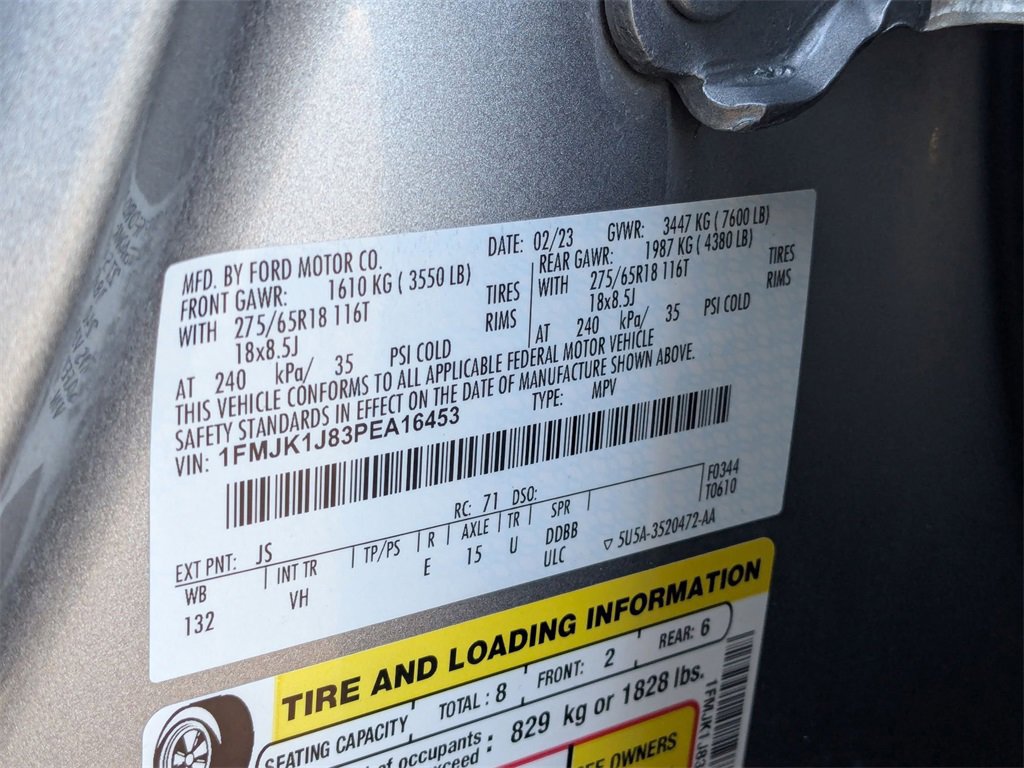 MFD. BY FORD MOTOR CO. DATE: 02/23 GVWR: 3447 KG ( 7600 LB)
FRONT GAWR: 1610 KG ( 3550 LB) REAR GAWR: 1987 KG ( 4380 LB)
WITH 275/65R18 116T TIRES WITH 275/65R18 116T TIRES
18x8.5J RIMS 18x8.5J RIMS
AT 240 kPa/ 35 PSI COLD AT 240 kPa/ 35 PSI COLD
THIS VEHICLE CONFORMS TO ALL APPLICABLE FEDERAL MOTOR VEHICLE
SAFETY STANDARDS IN EFFECT ON THE DATE OF MANUFACTURE SHOWN ABOVE.
VIN: 1FMJK1J83PEA16453 TYPE: MPV
EXT PNT: JS RC: 71 DSO: F0344
WB INT TR TP/PS R AXLE TR SPR T0610
132 VH E 15 U DDBB
ULC ▽ 5U5A-3520472-AA
TIRE AND LOADING INFORMATION
SEATING CAPACITY TOTAL : 8 FRONT: 2 REAR: 6
of occupants : 829 kg or 1828 lbs.
exceed
OWNERS
1FMJK1J83